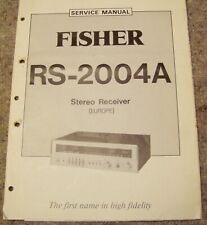 SERVICE MANUAL
FISHER
RS-2004A
Stereo Receiver
(EUROPE)
The first name in high fidelity